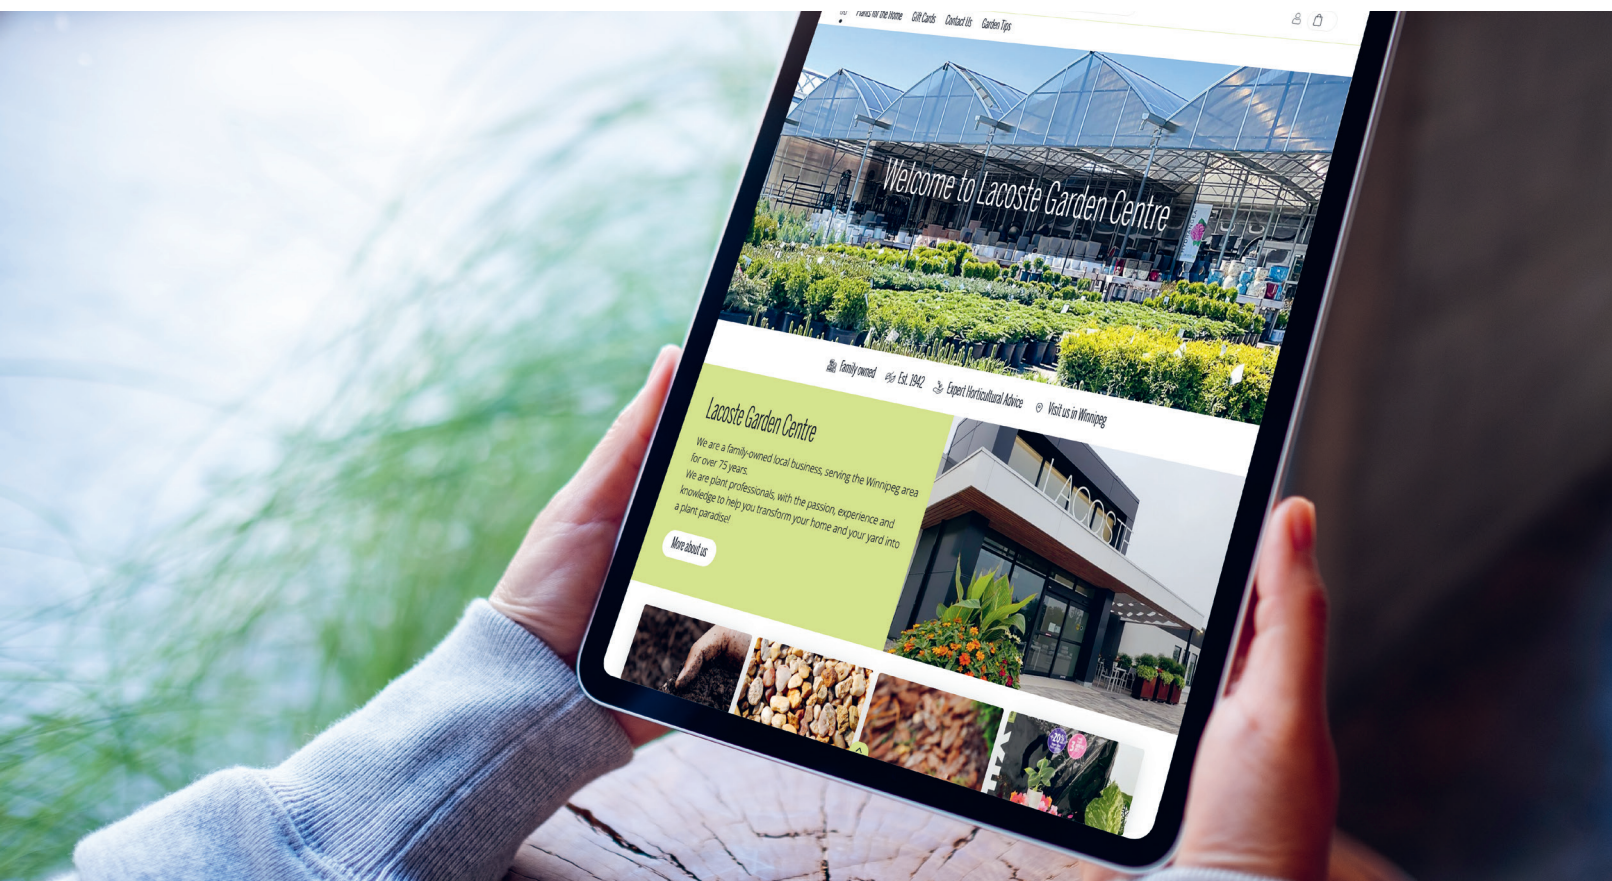 Plants for the Home Gift Cards Contact Us Garden Tips
Welcome to Lacoste Garden Centre
Family owned Est. 1942 Expert Horticultural Advice Visit us in Winnipeg
Lacoste Garden Centre
We are a family-owned local business, serving the Winnipeg area
for over 75 years.
We are plant professionals, with the passion, experience and
knowledge to help you transform your home and your yard into
a plant paradise!
More about us
LACOSTE